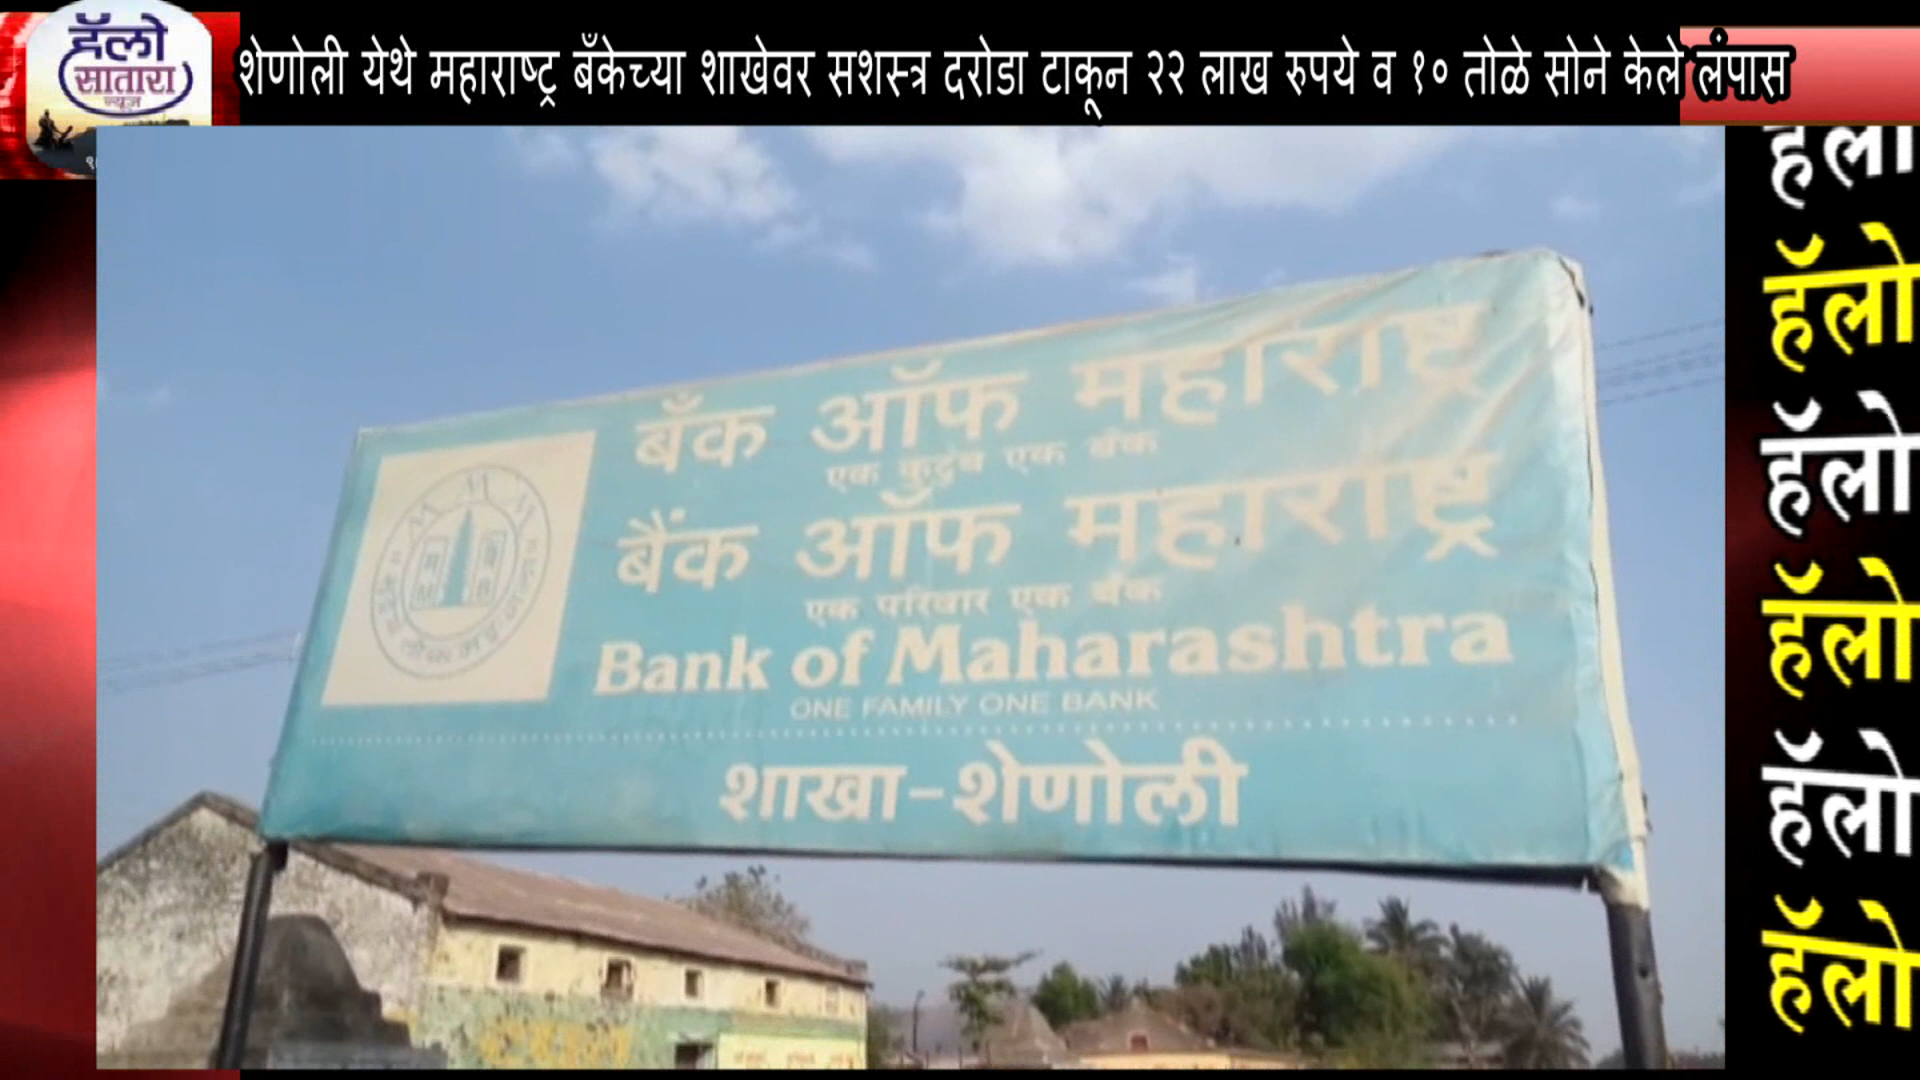 हॅलो
सातारा
न्यूज
शेणोली येथे महाराष्ट्र बँकेच्या शाखेवर सशस्त्र दरोडा टाकून २२ लाख रुपये व १० तोळे सोने केले लंपास
बँक ऑफ महाराष्ट्र
एक कुटुंब एक बँक
बैंक ऑफ महाराष्ट्र
एक परिवार एक बैंक
Bank of Maharashtra
ONE FAMILY ONE BANK
शाखा-शेणोली
हॅलो
हॅलो
हॅलो
हॅलो
हॅलो
हॅलो